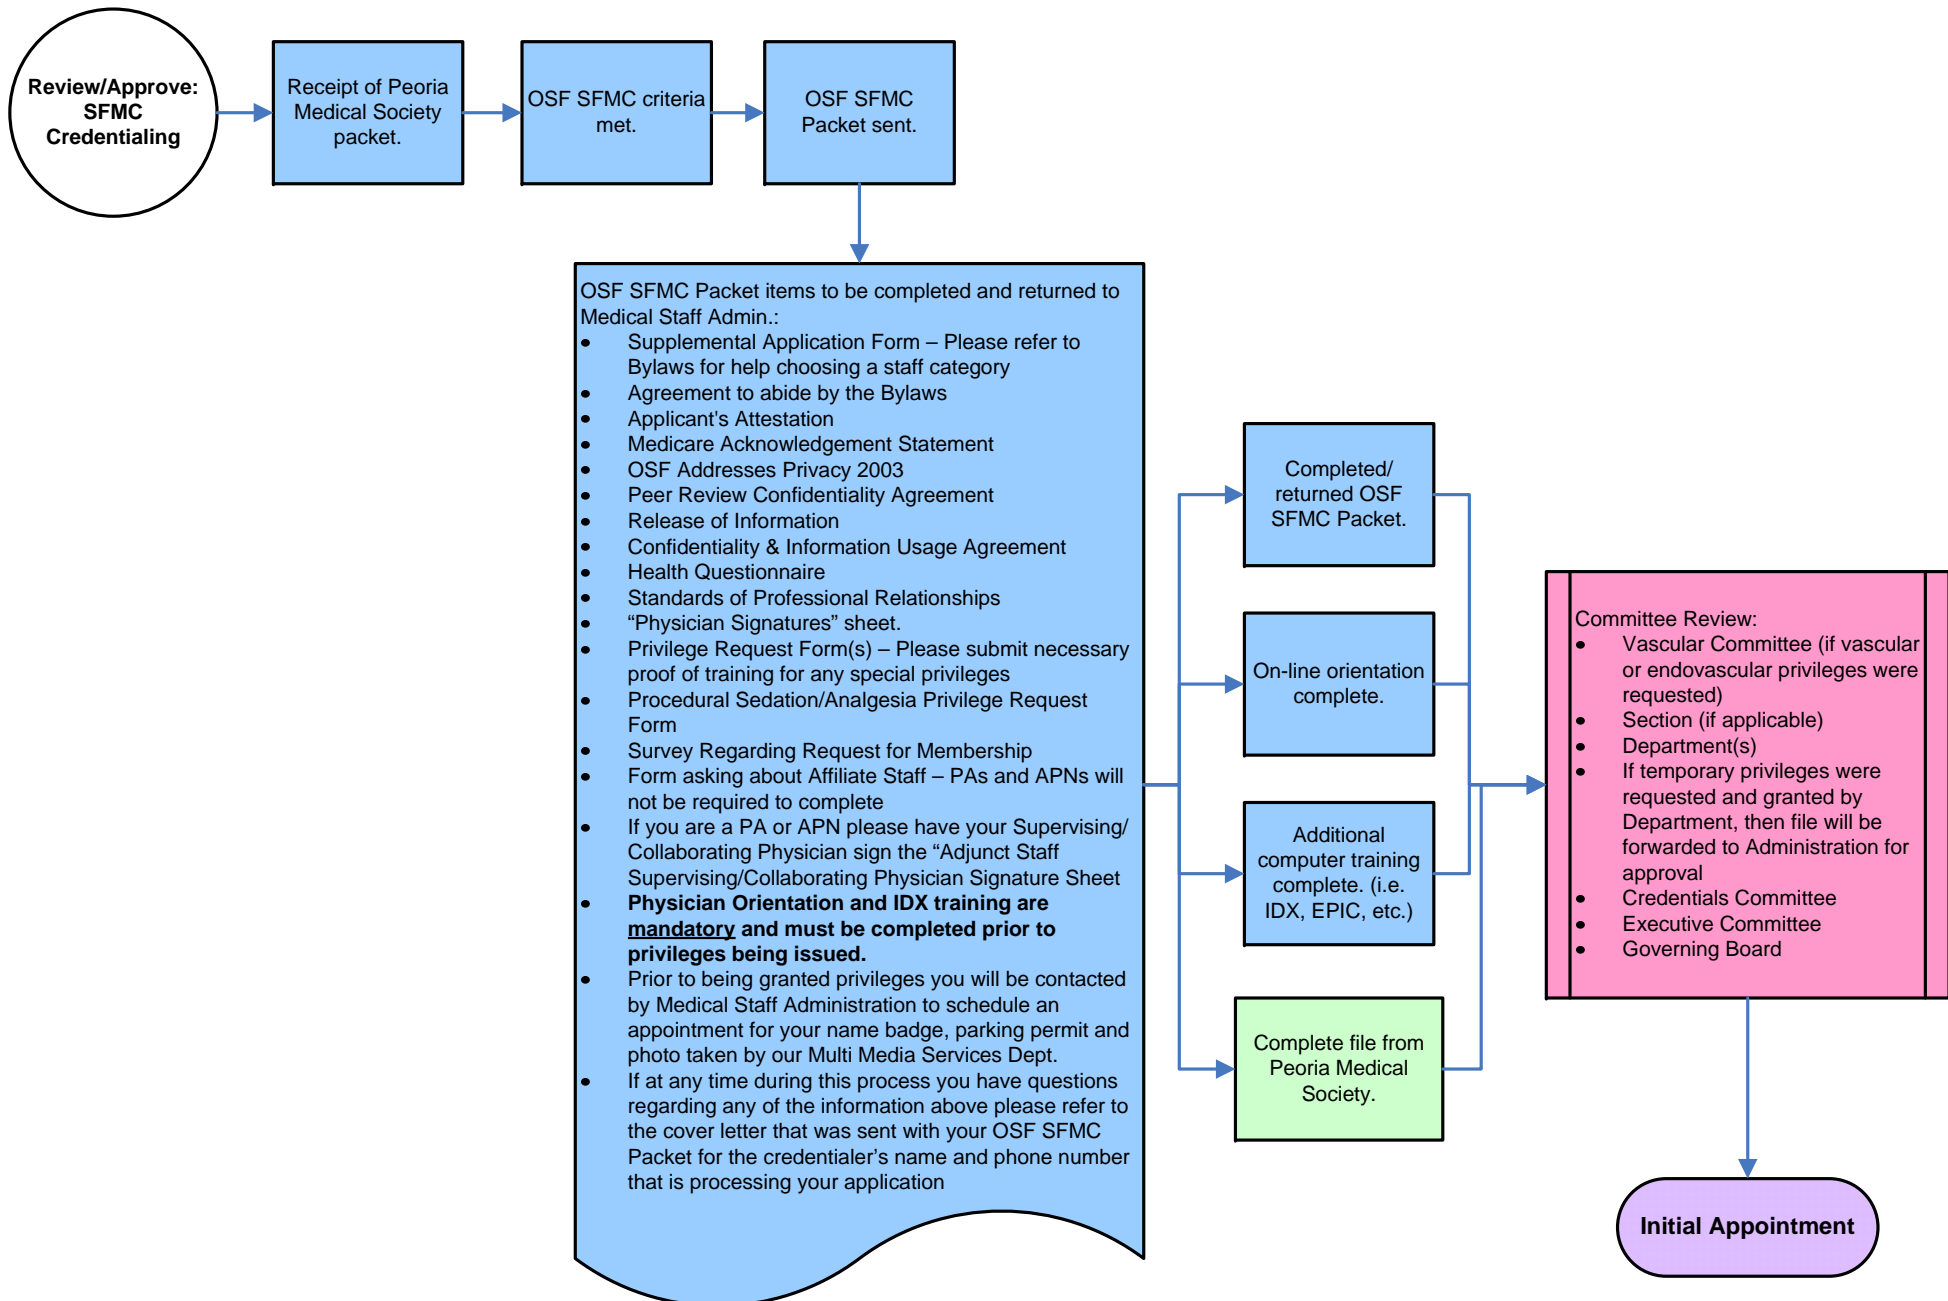 Review/Approve:
SFMC
Credentialing
Receipt of Peoria
Medical Society
packet.
OSF SFMC criteria
met.
OSF SFMC
Packet sent.
OSF SFMC Packet items to be completed and returned to
Medical Staff Admin.:
• Supplemental Application Form – Please refer to
Bylaws for help choosing a staff category
• Agreement to abide by the Bylaws
• Applicant's Attestation
• Medicare Acknowledgement Statement
• OSF Addresses Privacy 2003
• Peer Review Confidentiality Agreement
• Release of Information
• Confidentiality & Information Usage Agreement
• Health Questionnaire
• Standards of Professional Relationships
• “Physician Signatures” sheet.
• Privilege Request Form(s) – Please submit necessary
proof of training for any special privileges
• Procedural Sedation/Analgesia Privilege Request
Form
• Survey Regarding Request for Membership
• Form asking about Affiliate Staff – PAs and APNs will
not be required to complete
• If you are a PA or APN please have your Supervising/
Collaborating Physician sign the “Adjunct Staff
Supervising/Collaborating Physician Signature Sheet
• Physician Orientation and IDX training are
mandatory and must be completed prior to
privileges being issued.
• Prior to being granted privileges you will be contacted
by Medical Staff Administration to schedule an
appointment for your name badge, parking permit and
photo taken by our Multi Media Services Dept.
• If at any time during this process you have questions
regarding any of the information above please refer to
the cover letter that was sent with your OSF SFMC
Packet for the credentialer’s name and phone number
that is processing your application
Completed/
returned OSF
SFMC Packet.
On-line orientation
complete.
Additional
computer training
complete. (i.e.
IDX, EPIC, etc.)
Complete file from
Peoria Medical
Society.
Committee Review:
• Vascular Committee (if vascular
or endovascular privileges were
requested)
• Section (if applicable)
• Department(s)
• If temporary privileges were
requested and granted by
Department, then file will be
forwarded to Administration for
approval
• Credentials Committee
• Executive Committee
• Governing Board
Initial Appointment